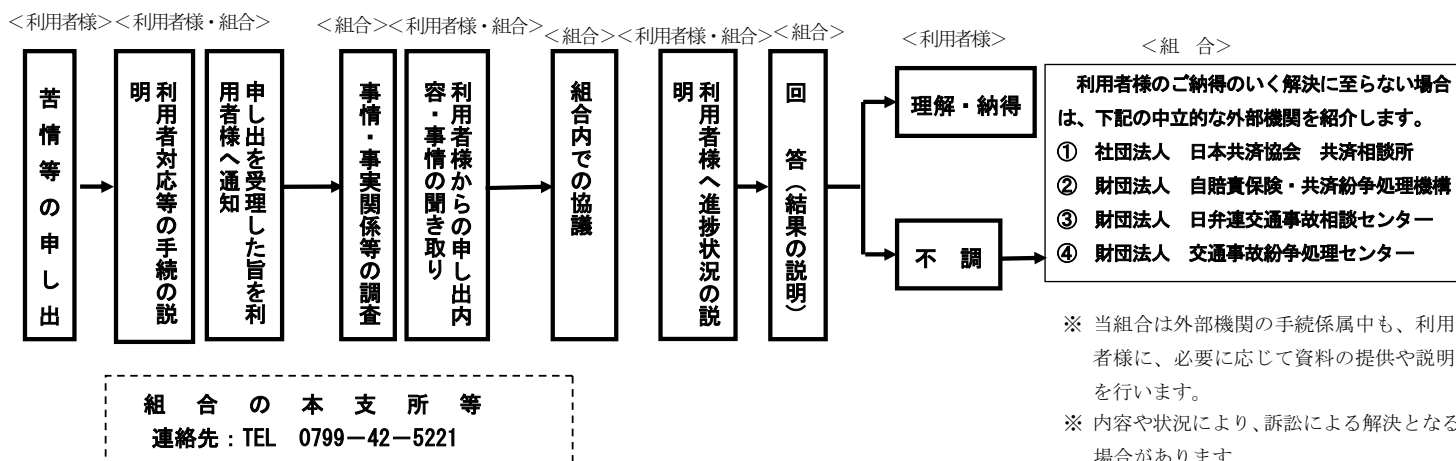 ＜利用者様＞＜利用者様・組合＞
＜組合＞＜利用者様・組合＞
＜組合＞＜利用者様・組合＞＜組合＞
＜利用者様＞
＜組　合＞
苦情等の申し出
利用者対応等の手続の説
明
申し出を受理した旨を利
用者様へ通知
事情・事実関係等の調査
利用者様からの申し出内
容・事情の聞き取り
組合内での協議
利用者様へ進捗状況の説
明
回　答（結果の説明）
理解・納得
不　調
利用者様のご納得のいく解決に至らない場合
は、下記の中立的な外部機関を紹介します。
①　社団法人　日本共済協会　共済相談所
②　財団法人　自賠責保険・共済紛争処理機構
③　財団法人　日弁連交通事故相談センター
④　財団法人　交通事故紛争処理センター
※ 当組合は外部機関の手続係属中も、利用
者様に、必要に応じて資料の提供や説明
を行います。
※ 内容や状況により、訴訟による解決となる
場合があります
組　合　の　本　支　所　等
連絡先：TEL　0799－42－5221